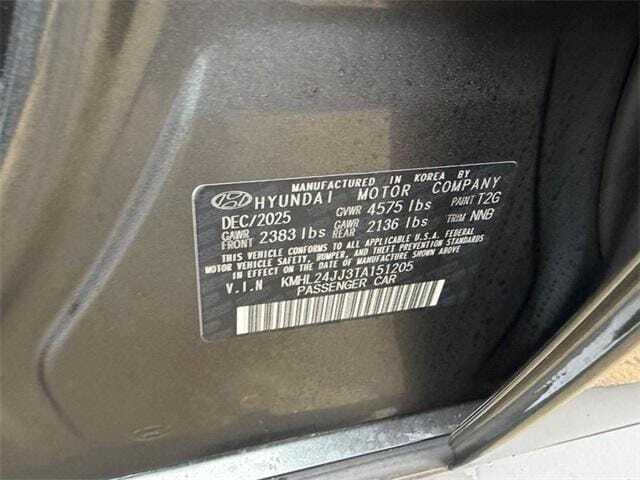 MANUFACTURED IN KOREA BY
HYUNDAI MOTOR COMPANY
DEC/2025 GVWR 4575 lbs PAINT T2G
GAWR FRONT 2383 lbs GAWR REAR 2136 lbs TRIM NNB
THIS VEHICLE CONFORMS TO ALL APPLICABLE U.S.A. FEDERAL
MOTOR VEHICLE SAFETY, BUMPER, AND THEFT PREVENTION STANDARDS
IN EFFECT ON THE DATE OF MANUFACTURE SHOWN ABOVE
V.I.N KMHL24JJ3TA151205
PASSENGER CAR